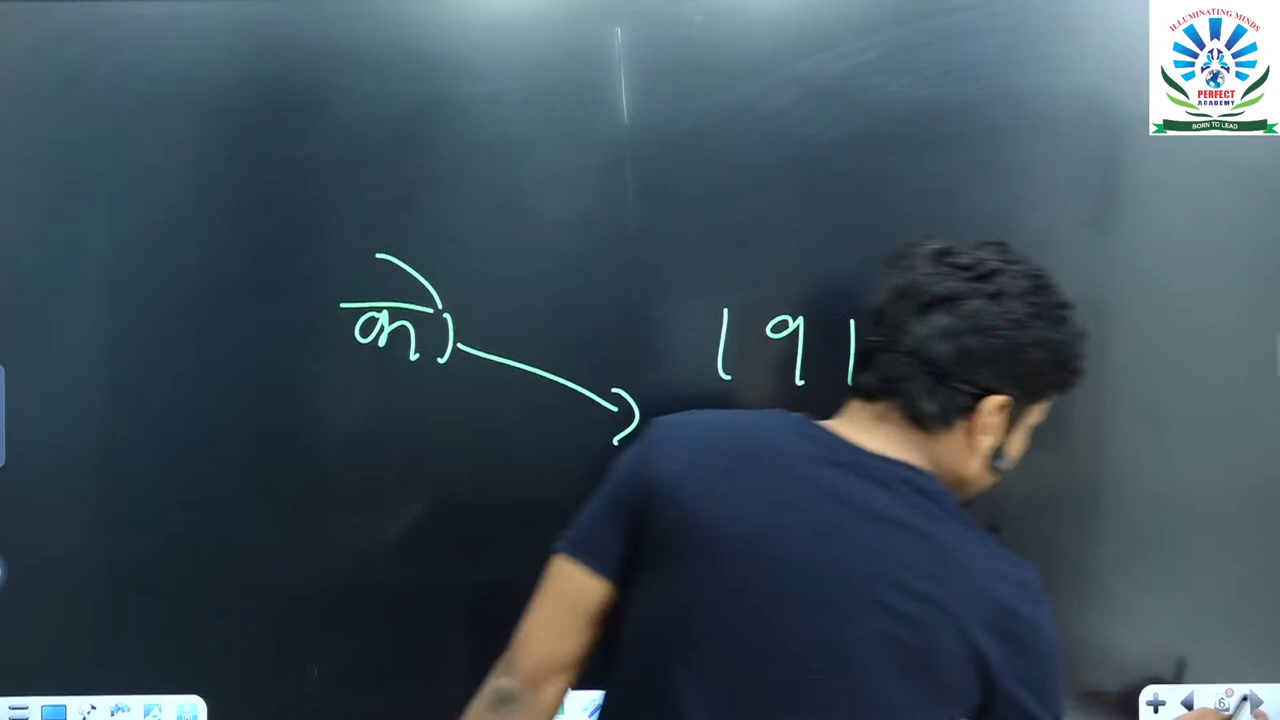 ILLUMINATING MINDS
PERFECT
ACADEMY
BORN TO LEAD
191